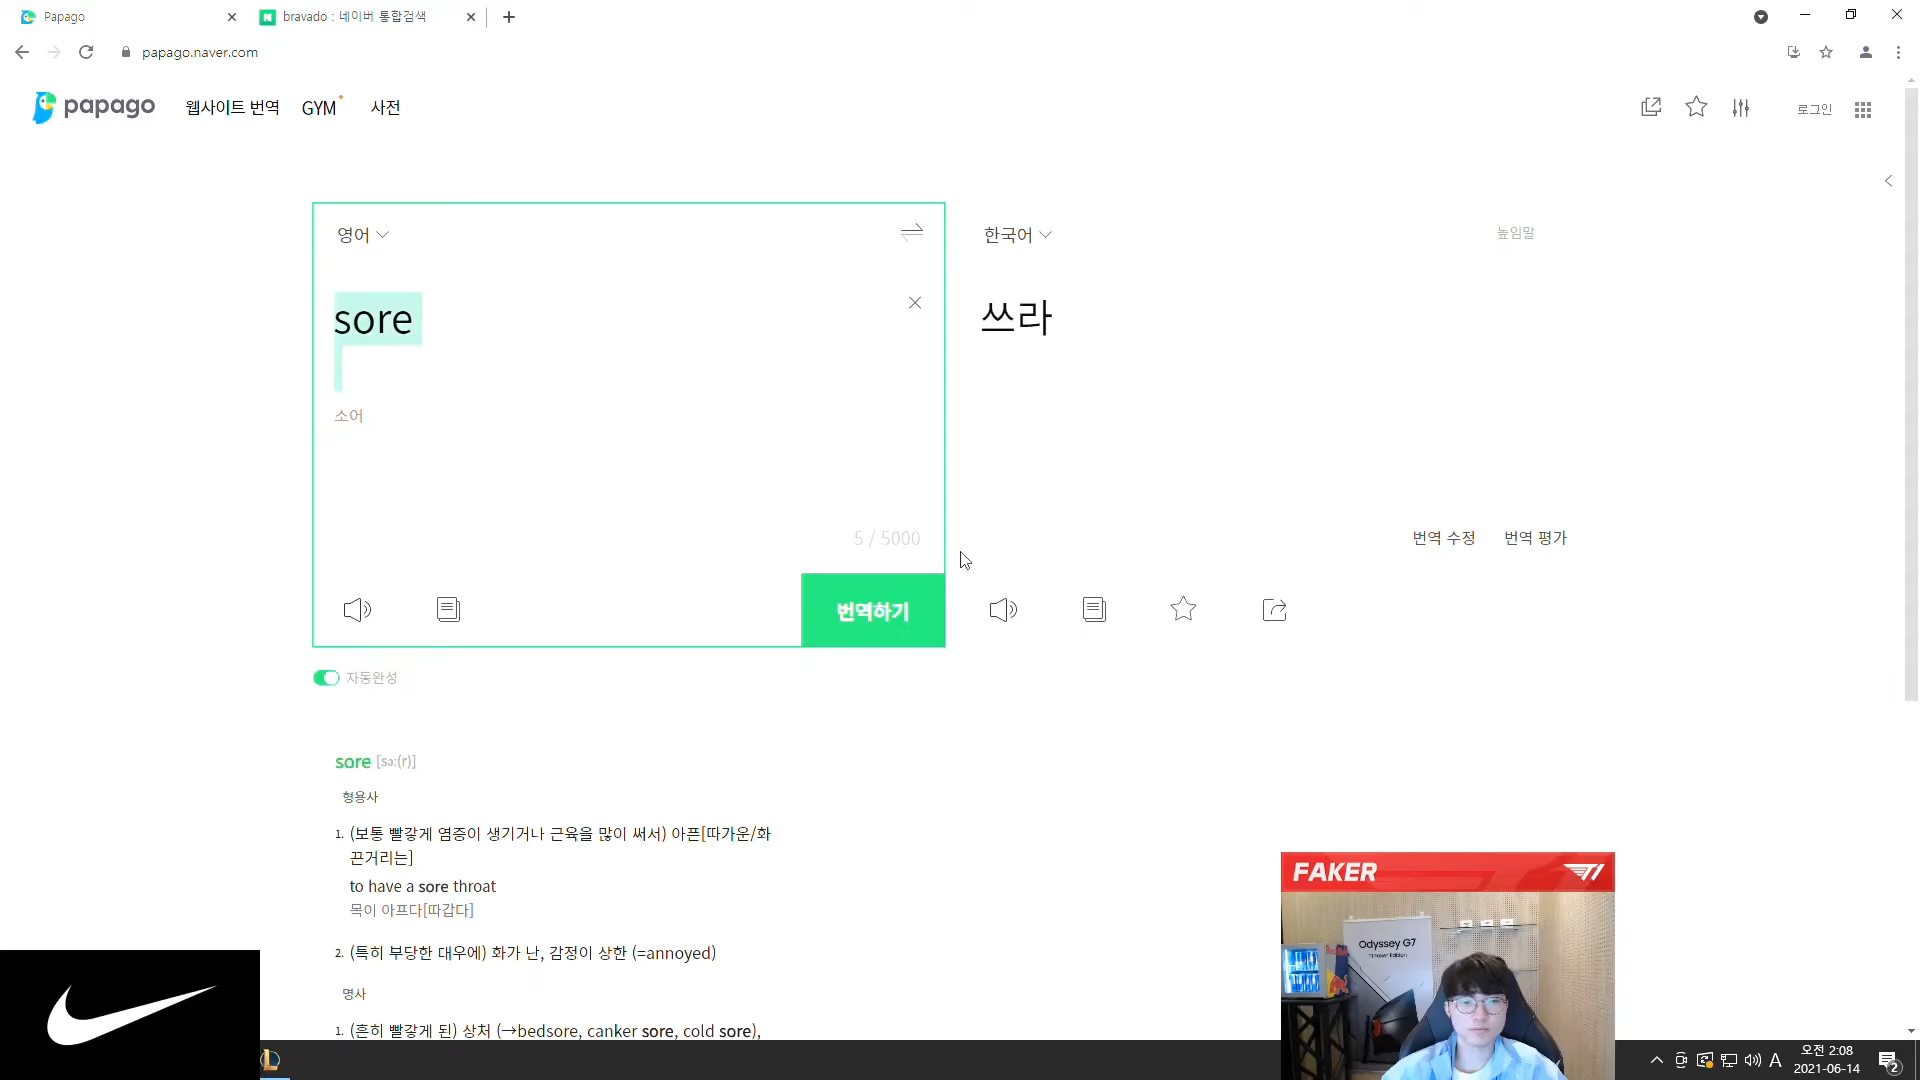 Papago
bravado : 네이버 통합검색
papago.naver.com
papago 웹사이트 번역 GYM 사전
로그인
영어
한국어
높임말
sore
쓰라
소어
5 / 5000
번역 수정 번역 평가
번역하기
자동완성
sore [sɔ:(r)]
형용사
1. (보통 빨갛게 염증이 생기거나 근육을 많이 써서) 아픈[따가운/화
끈거리는]
to have a sore throat
목이 아프다[따갑다]
2. (특히 부당한 대우에) 화가 난, 감정이 상한 (=annoyed)
명사
1. (흔히 빨갛게 된) 상처 (→bedsore, canker sore, cold sore),
FAKER
T1
Odyssey G7
T1 Faker Edition
A
오전 2:08
2021-06-14
2